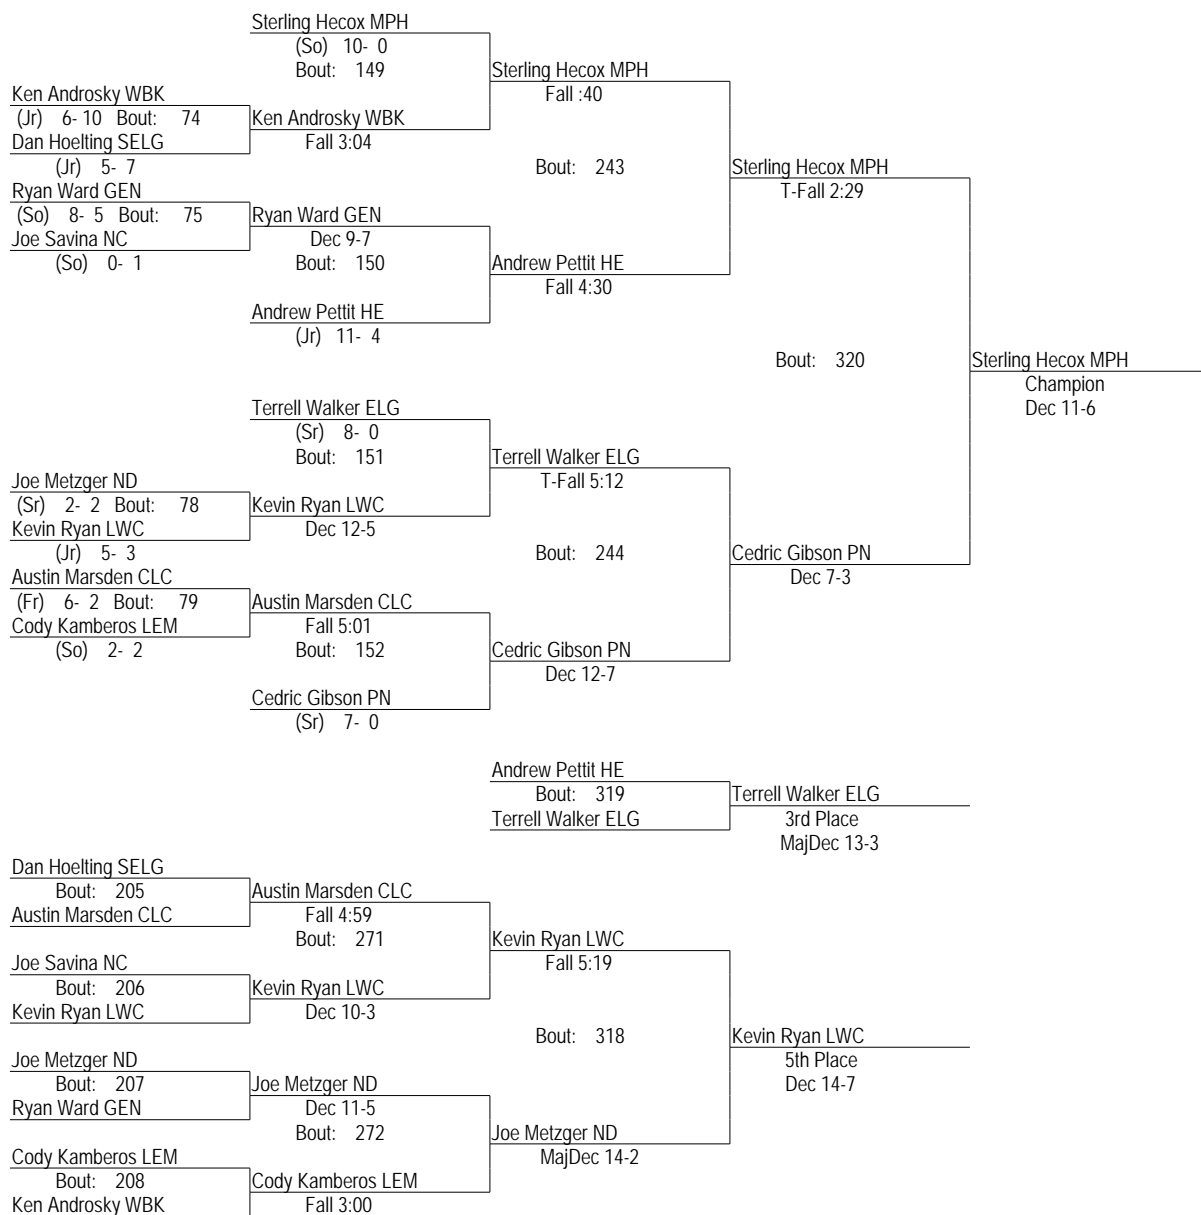 Sterling Hecox MPH
(So) 10- 0
Bout: 149
Sterling Hecox MPH
Fall :40
Ken Androsky WBK
(Jr) 6- 10 Bout: 74
Ken Androsky WBK
Fall 3:04
Dan Hoelting SELG
(Jr) 5- 7
Bout: 243
Sterling Hecox MPH
T-Fall 2:29
Ryan Ward GEN
(So) 8- 5 Bout: 75
Ryan Ward GEN
Dec 9-7
Joe Savina NC
(So) 0- 1
Bout: 150
Andrew Pettit HE
Fall 4:30
Andrew Pettit HE
(Jr) 11- 4
Bout: 320
Sterling Hecox MPH
Champion
Dec 11-6
Terrell Walker ELG
(Sr) 8- 0
Bout: 151
Terrell Walker ELG
T-Fall 5:12
Joe Metzger ND
(Sr) 2- 2 Bout: 78
Kevin Ryan LWC
Dec 12-5
Kevin Ryan LWC
(Jr) 5- 3
Bout: 244
Cedric Gibson PN
Dec 7-3
Austin Marsden CLC
(Fr) 6- 2 Bout: 79
Austin Marsden CLC
Fall 5:01
Cody Kamberos LEM
(So) 2- 2
Bout: 152
Cedric Gibson PN
Dec 12-7
Cedric Gibson PN
(Sr) 7- 0
Andrew Pettit HE
Bout: 319
Terrell Walker ELG
Terrell Walker ELG
3rd Place
MajDec 13-3
Dan Hoelting SELG
Bout: 205
Austin Marsden CLC
Austin Marsden CLC
Fall 4:59
Bout: 271
Kevin Ryan LWC
Fall 5:19
Joe Savina NC
Bout: 206
Kevin Ryan LWC
Kevin Ryan LWC
Dec 10-3
Bout: 318
Kevin Ryan LWC
5th Place
Dec 14-7
Joe Metzger ND
Bout: 207
Ryan Ward GEN
Joe Metzger ND
Dec 11-5
Bout: 272
Joe Metzger ND
MajDec 14-2
Cody Kamberos LEM
Bout: 208
Ken Androsky WBK
Cody Kamberos LEM
Fall 3:00